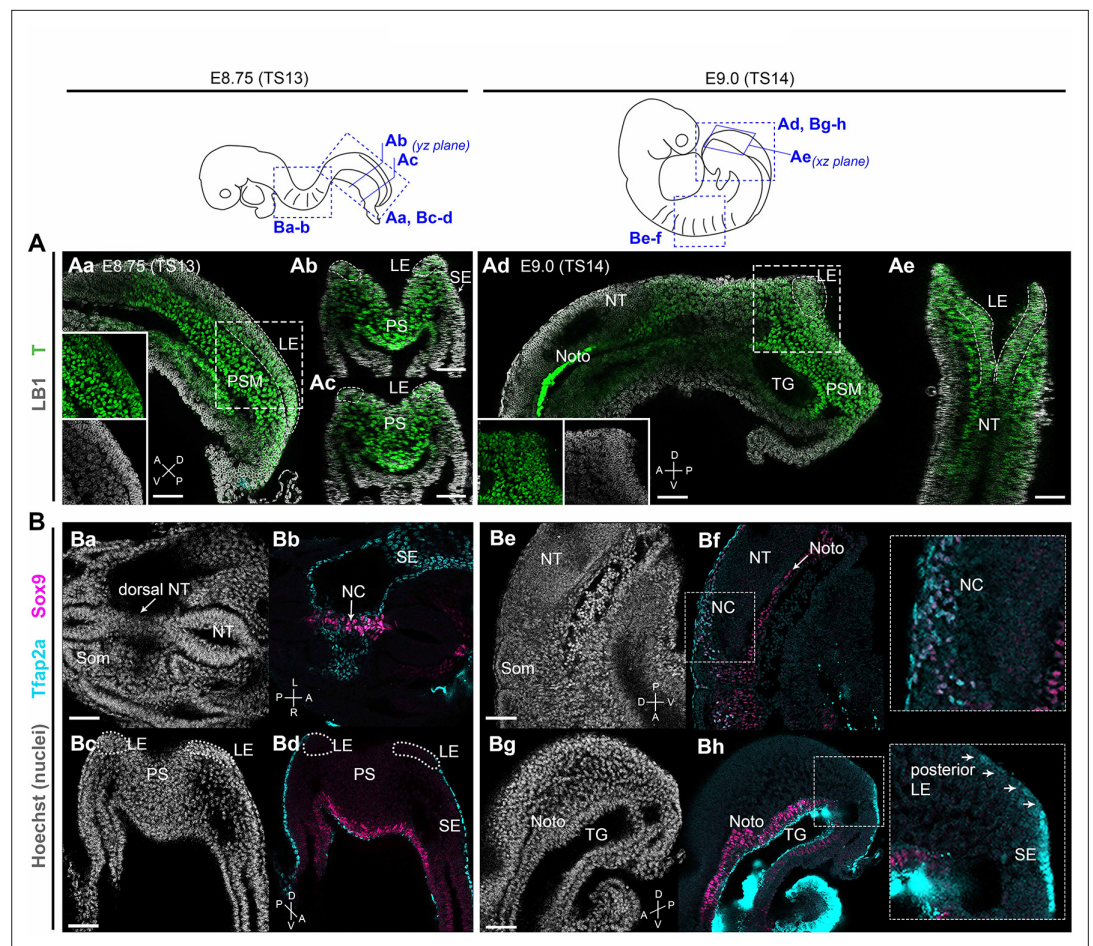 E8.75 (TS13)
E9.0 (TS14)
Ab (yz plane)
Ac
Aa, Bc-d
Ba-b
Ad, Bg-h
Ae (xz plane)
Be-f
A
LB1 T
Aa E8.75 (TS13)
LE
PSM
A D
V P
Ab
LE
SE
PS
Ac
LE
PS
Ad E9.0 (TS14)
NT
LE
Noto
TG
PSM
D
A P
V
Ae
LE
NT
B
Hoechst (nuclei) Tfap2a Sox9
Ba
dorsal NT
NT
Som
Bb
SE
NC
L
P A
R
Be
NT
Som
P
D V
A
Bf
Noto
NT
NC
NC
Bc
LE
LE
PS
Bd
LE
PS
SE
D
P A
V
Bg
Noto
TG
D
A P
V
Bh
Noto
TG
posterior
LE
SE